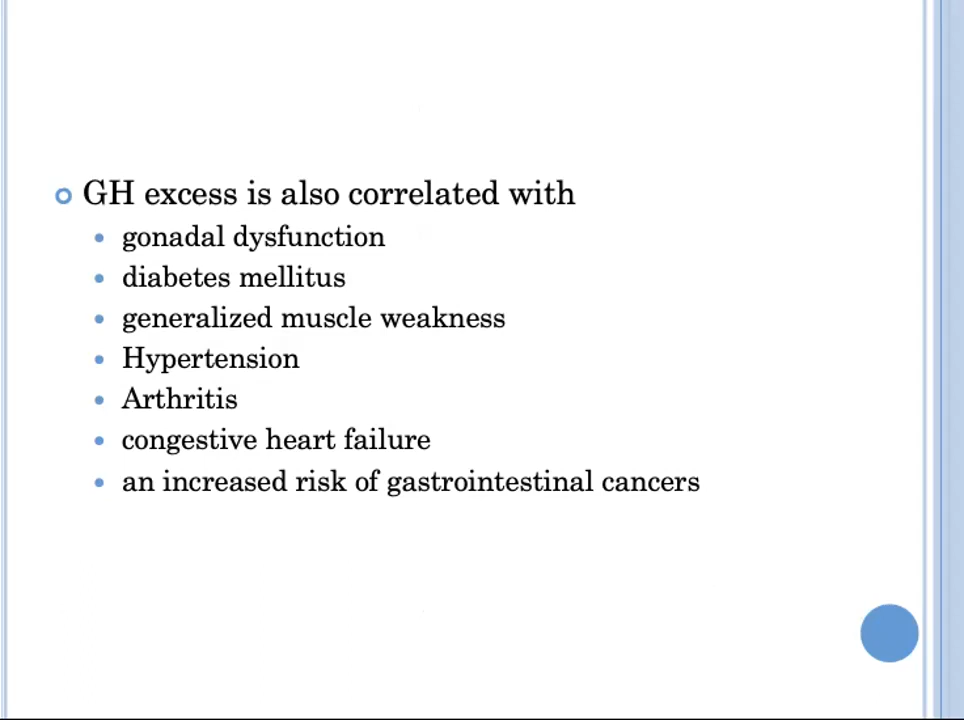 GH excess is also correlated with
gonadal dysfunction
diabetes mellitus
generalized muscle weakness
Hypertension
Arthritis
congestive heart failure
an increased risk of gastrointestinal cancers